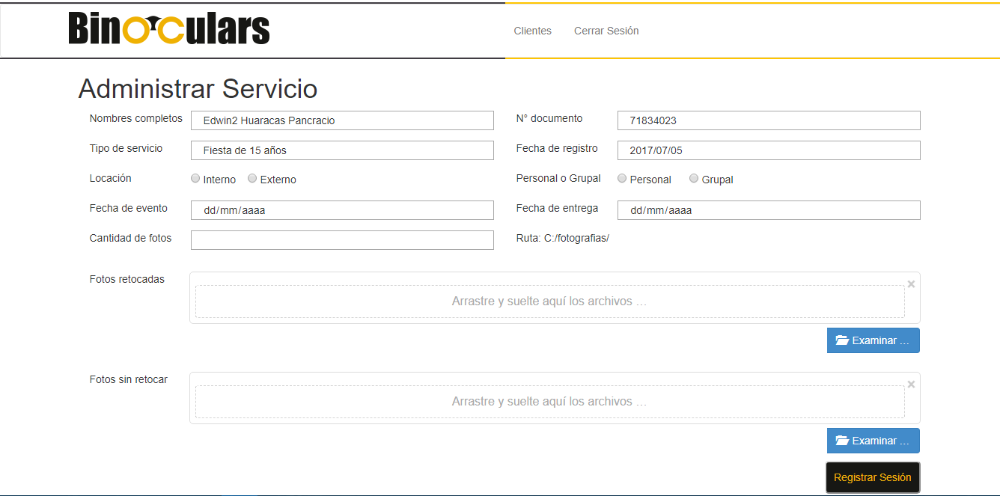 Binoculars
Clientes Cerrar Sesión
Administrar Servicio
Nombres completos Edwin2 Huaracas Pancracio N° documento 71834023
Tipo de servicio Fiesta de 15 años Fecha de registro 2017/07/05
Locación Interno Externo Personal o Grupal Personal Grupal
Fecha de evento dd/mm/aaaa Fecha de entrega dd/mm/aaaa
Cantidad de fotos Ruta: C:/fotografias/
Fotos retocadas
Arrastre y suelte aquí los archivos …
Examinar …
Fotos sin retocar
Arrastre y suelte aquí los archivos …
Examinar …
Registrar Sesión